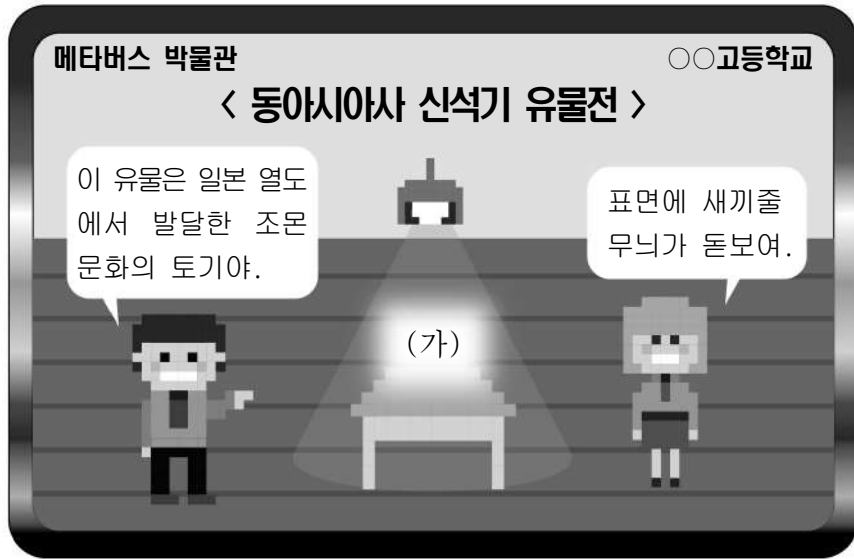 메타버스 박물관
○○고등학교
< 동아시아사 신석기 유물전 >
이 유물은 일본 열도
에서 발달한 조몬
문화의 토기야.
표면에 새끼줄
무늬가 돋보여.
(가)